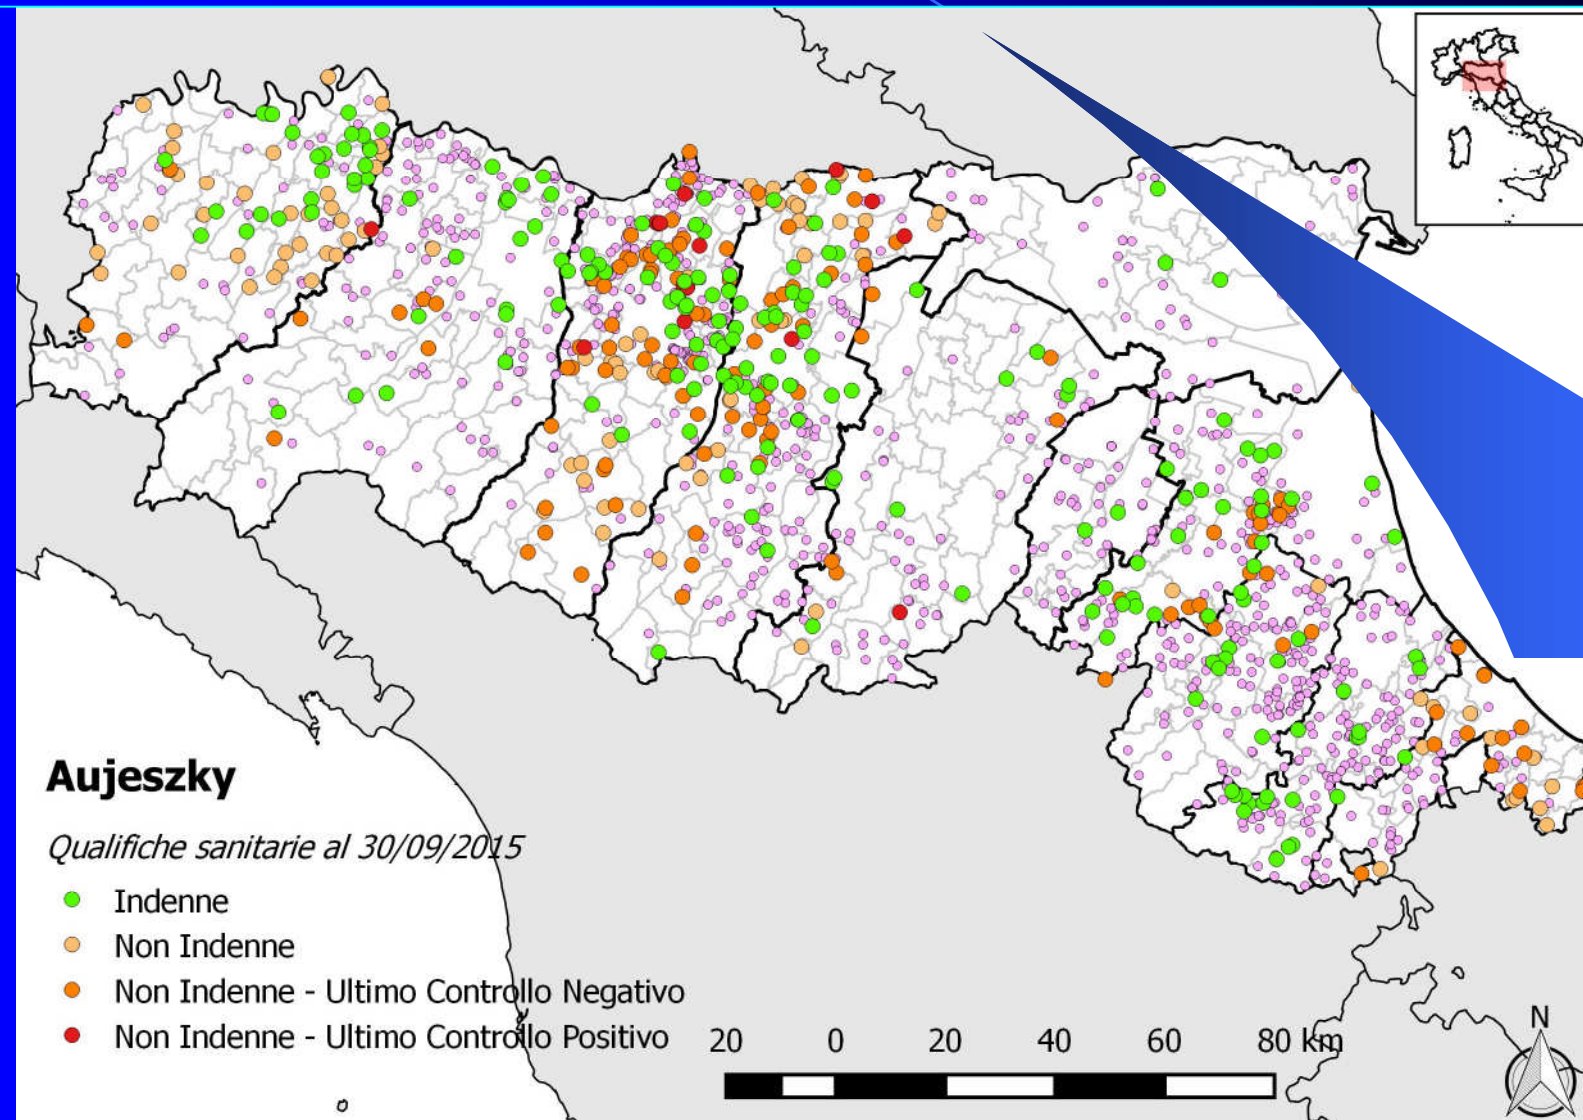 Aujeszky
Qualifiche sanitarie al 30/09/2015
Indenne
Non Indenne
Non Indenne - Ultimo Controllo Negativo
Non Indenne - Ultimo Controllo Positivo
20 0 20 40 60 80 km
N